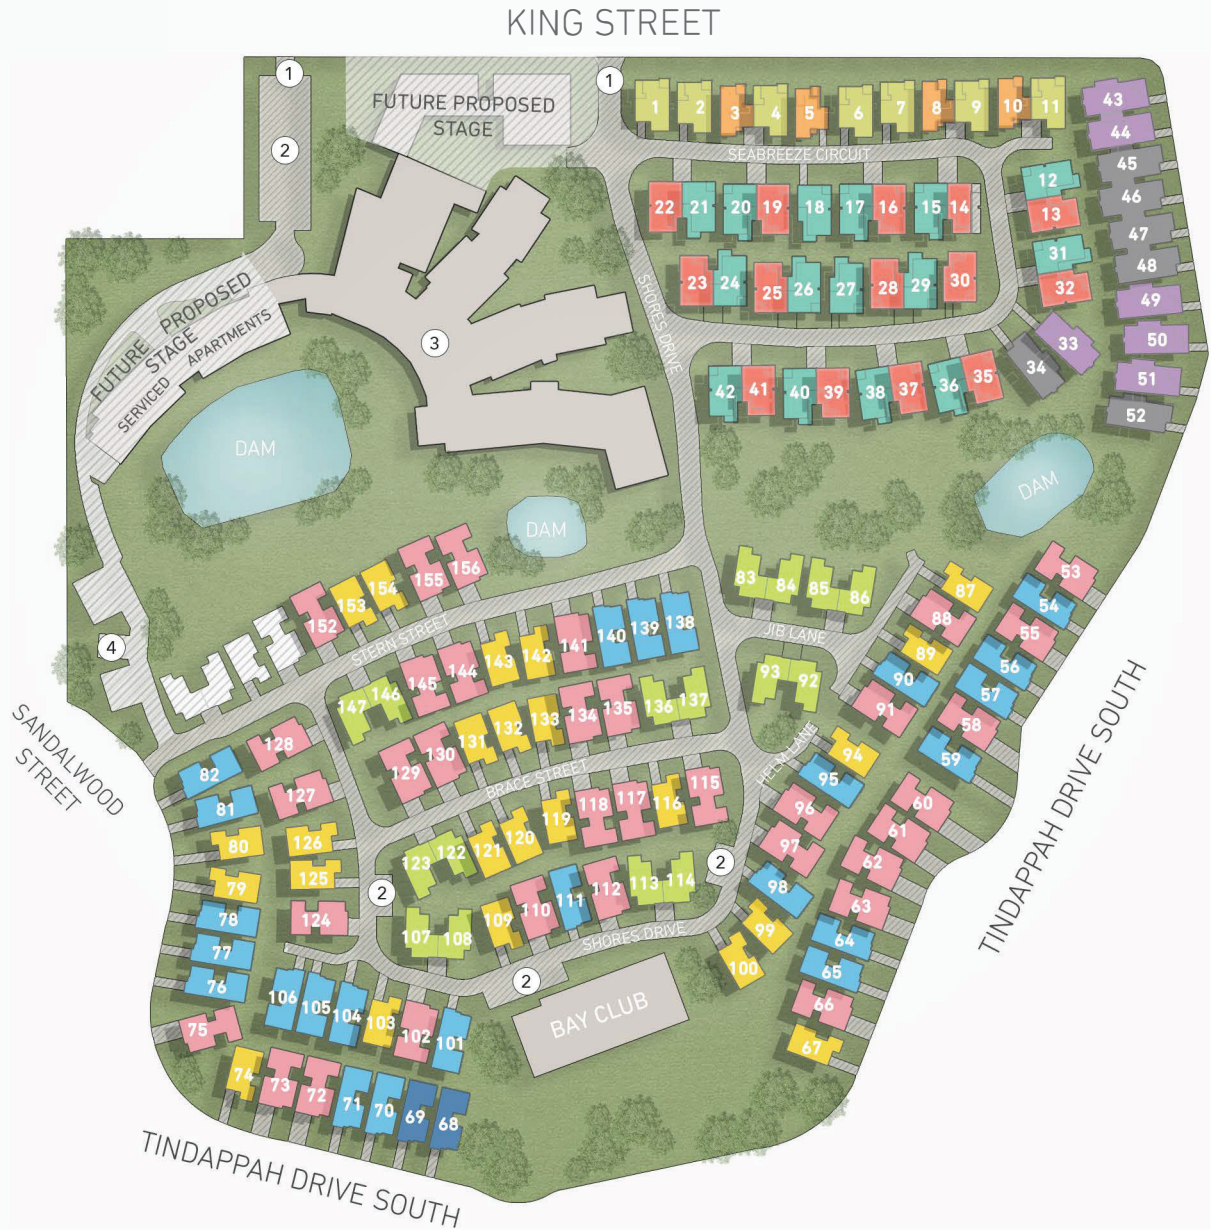 KING STREET
1
2
FUTURE PROPOSED
STAGE
1
1 2 3 4 5 6 7 8 9 10 11
43
44
SEABREEZE CIRCUIT
45
46
47
48
49
50
51
52
12
13
31
32
33
34
22 21 20 19 18 17 16 15 14
23 24 25 26 27 28 29 30
SHORES DRIVE
42 41 40 39 38 37 36 35
FUTURE PROPOSED
STAGE
SERVICED APARTMENTS
3
DAM
DAM
DAM
4
SANDALWOOD
STREET
152 153 154 155 156
STERN STREET
83 84 85 86
JIB LANE
93 92
HELM LANE
87
88
89
90
91
53
54
55
56
57
58
59
60
61
62
63
64
65
66
67
TINDAPPAH DRIVE SOUTH
147 146 145 144 143 142 141 140 139 138
129 130 131 132 133 134 135 136 137
BRACE STREET
94
95
96
97
98
99
100
128
127
126
125
124
82
81
80
79
78
77
76
75
123 122 121 120 119 118 117 116 115
2
2
107 108 109 110 111 112 113 114
SHORES DRIVE
2
BAY CLUB
106 105 104 103 102 101
74 73 72 71 70 69 68
TINDAPPAH DRIVE SOUTH